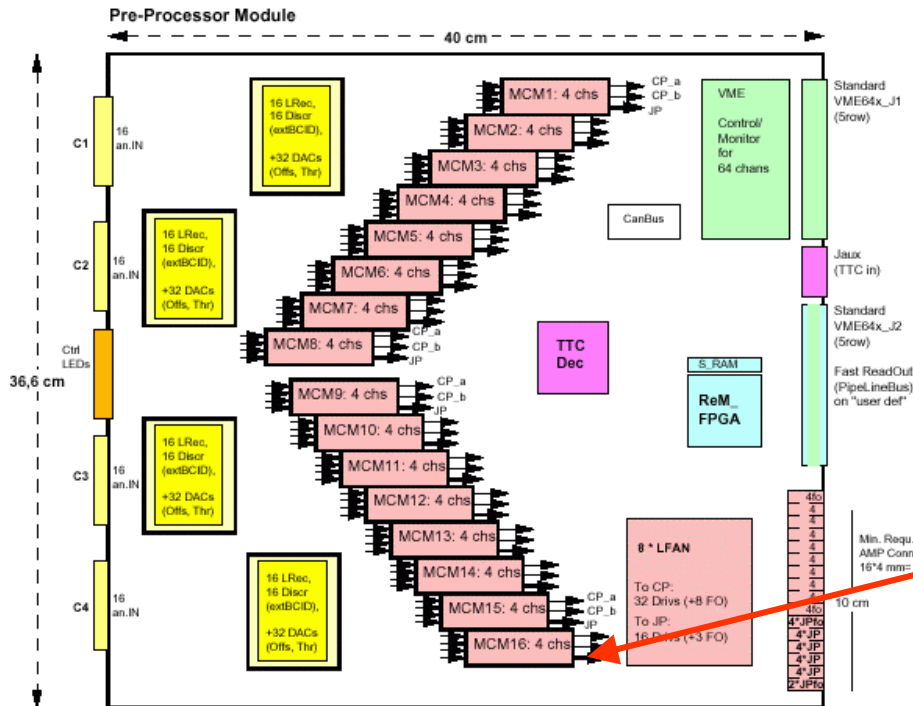 Pre-Processor Module
40 cm
36,6 cm
C1
16
an.IN
C2
16
an.IN
Ctrl
LEDs
C3
16
an.IN
C4
16
an.IN
16 LRec,
16 Discr
(extBCID),
+32 DACs
(Offs, Thr)
16 LRec,
16 Discr
(extBCID),
+32 DACs
(Offs, Thr)
16 LRec,
16 Discr
(extBCID),
+32 DACs
(Offs, Thr)
16 LRec,
16 Discr
(extBCID),
+32 DACs
(Offs, Thr)
MCM1: 4 chs
CP_a
CP_b
JP
MCM2: 4 chs
MCM3: 4 chs
MCM4: 4 chs
MCM5: 4 chs
MCM6: 4 chs
MCM7: 4 chs
MCM8: 4 chs
CP_a
CP_b
JP
MCM9: 4 chs
CP_a
CP_b
JP
MCM10: 4 chs
MCM11: 4 chs
MCM12: 4 chs
MCM13: 4 chs
MCM14: 4 chs
MCM15: 4 chs
CP_a
CP_b
JP
MCM16: 4 chs
VME
Control/
Monitor
for
64 chans
CanBus
TTC
Dec
S_RAM
ReM_
FPGA
8 * LFAN
To CP:
32 Drivs (+8 FO)
To JP:
16 Drivs (+3 FO)
Standard
VME64x_J1
(5row)
Jaux
(TTC in)
Standard
VME64x_J2
(5row)
Fast ReadOut
(PipeLineBus)
on "user def"
4fo
4
4
4
4
4
4
4
4
4fo
4*JPfo
4*JP
4*JP
4*JP
4*JP
2*JPfo
Min. Requ.
AMP Conn
16*4 mm=
10 cm